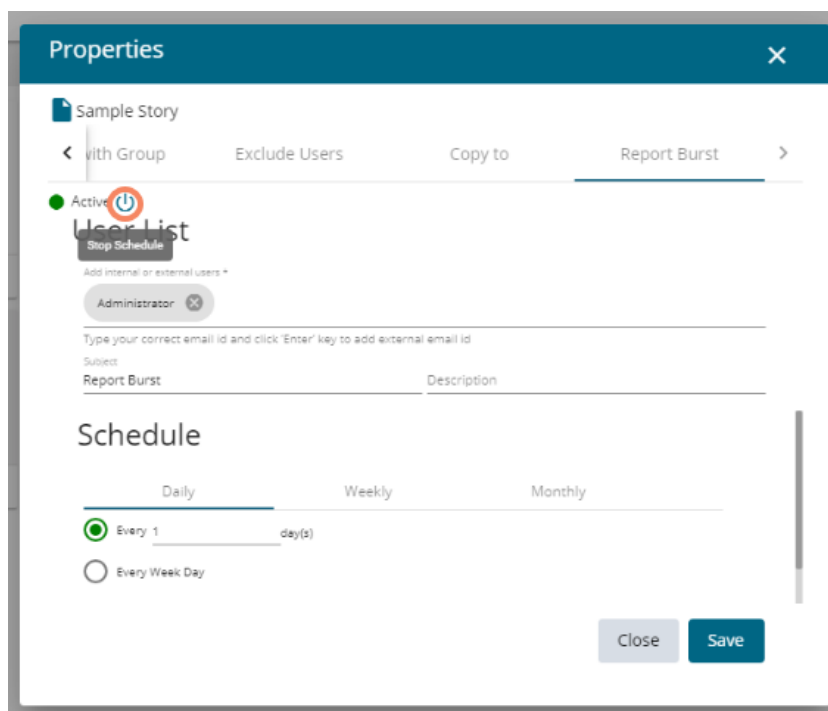 Properties
Sample Story
with Group Exclude Users Copy to Report Burst
Active
User List
Stop Schedule
Add internal or external users *
Administrator
Type your correct email id and click 'Enter' key to add external email id
Subject
Report Burst Description
Schedule
Daily Weekly Monthly
Every 1 day(s)
Every Week Day
Close Save